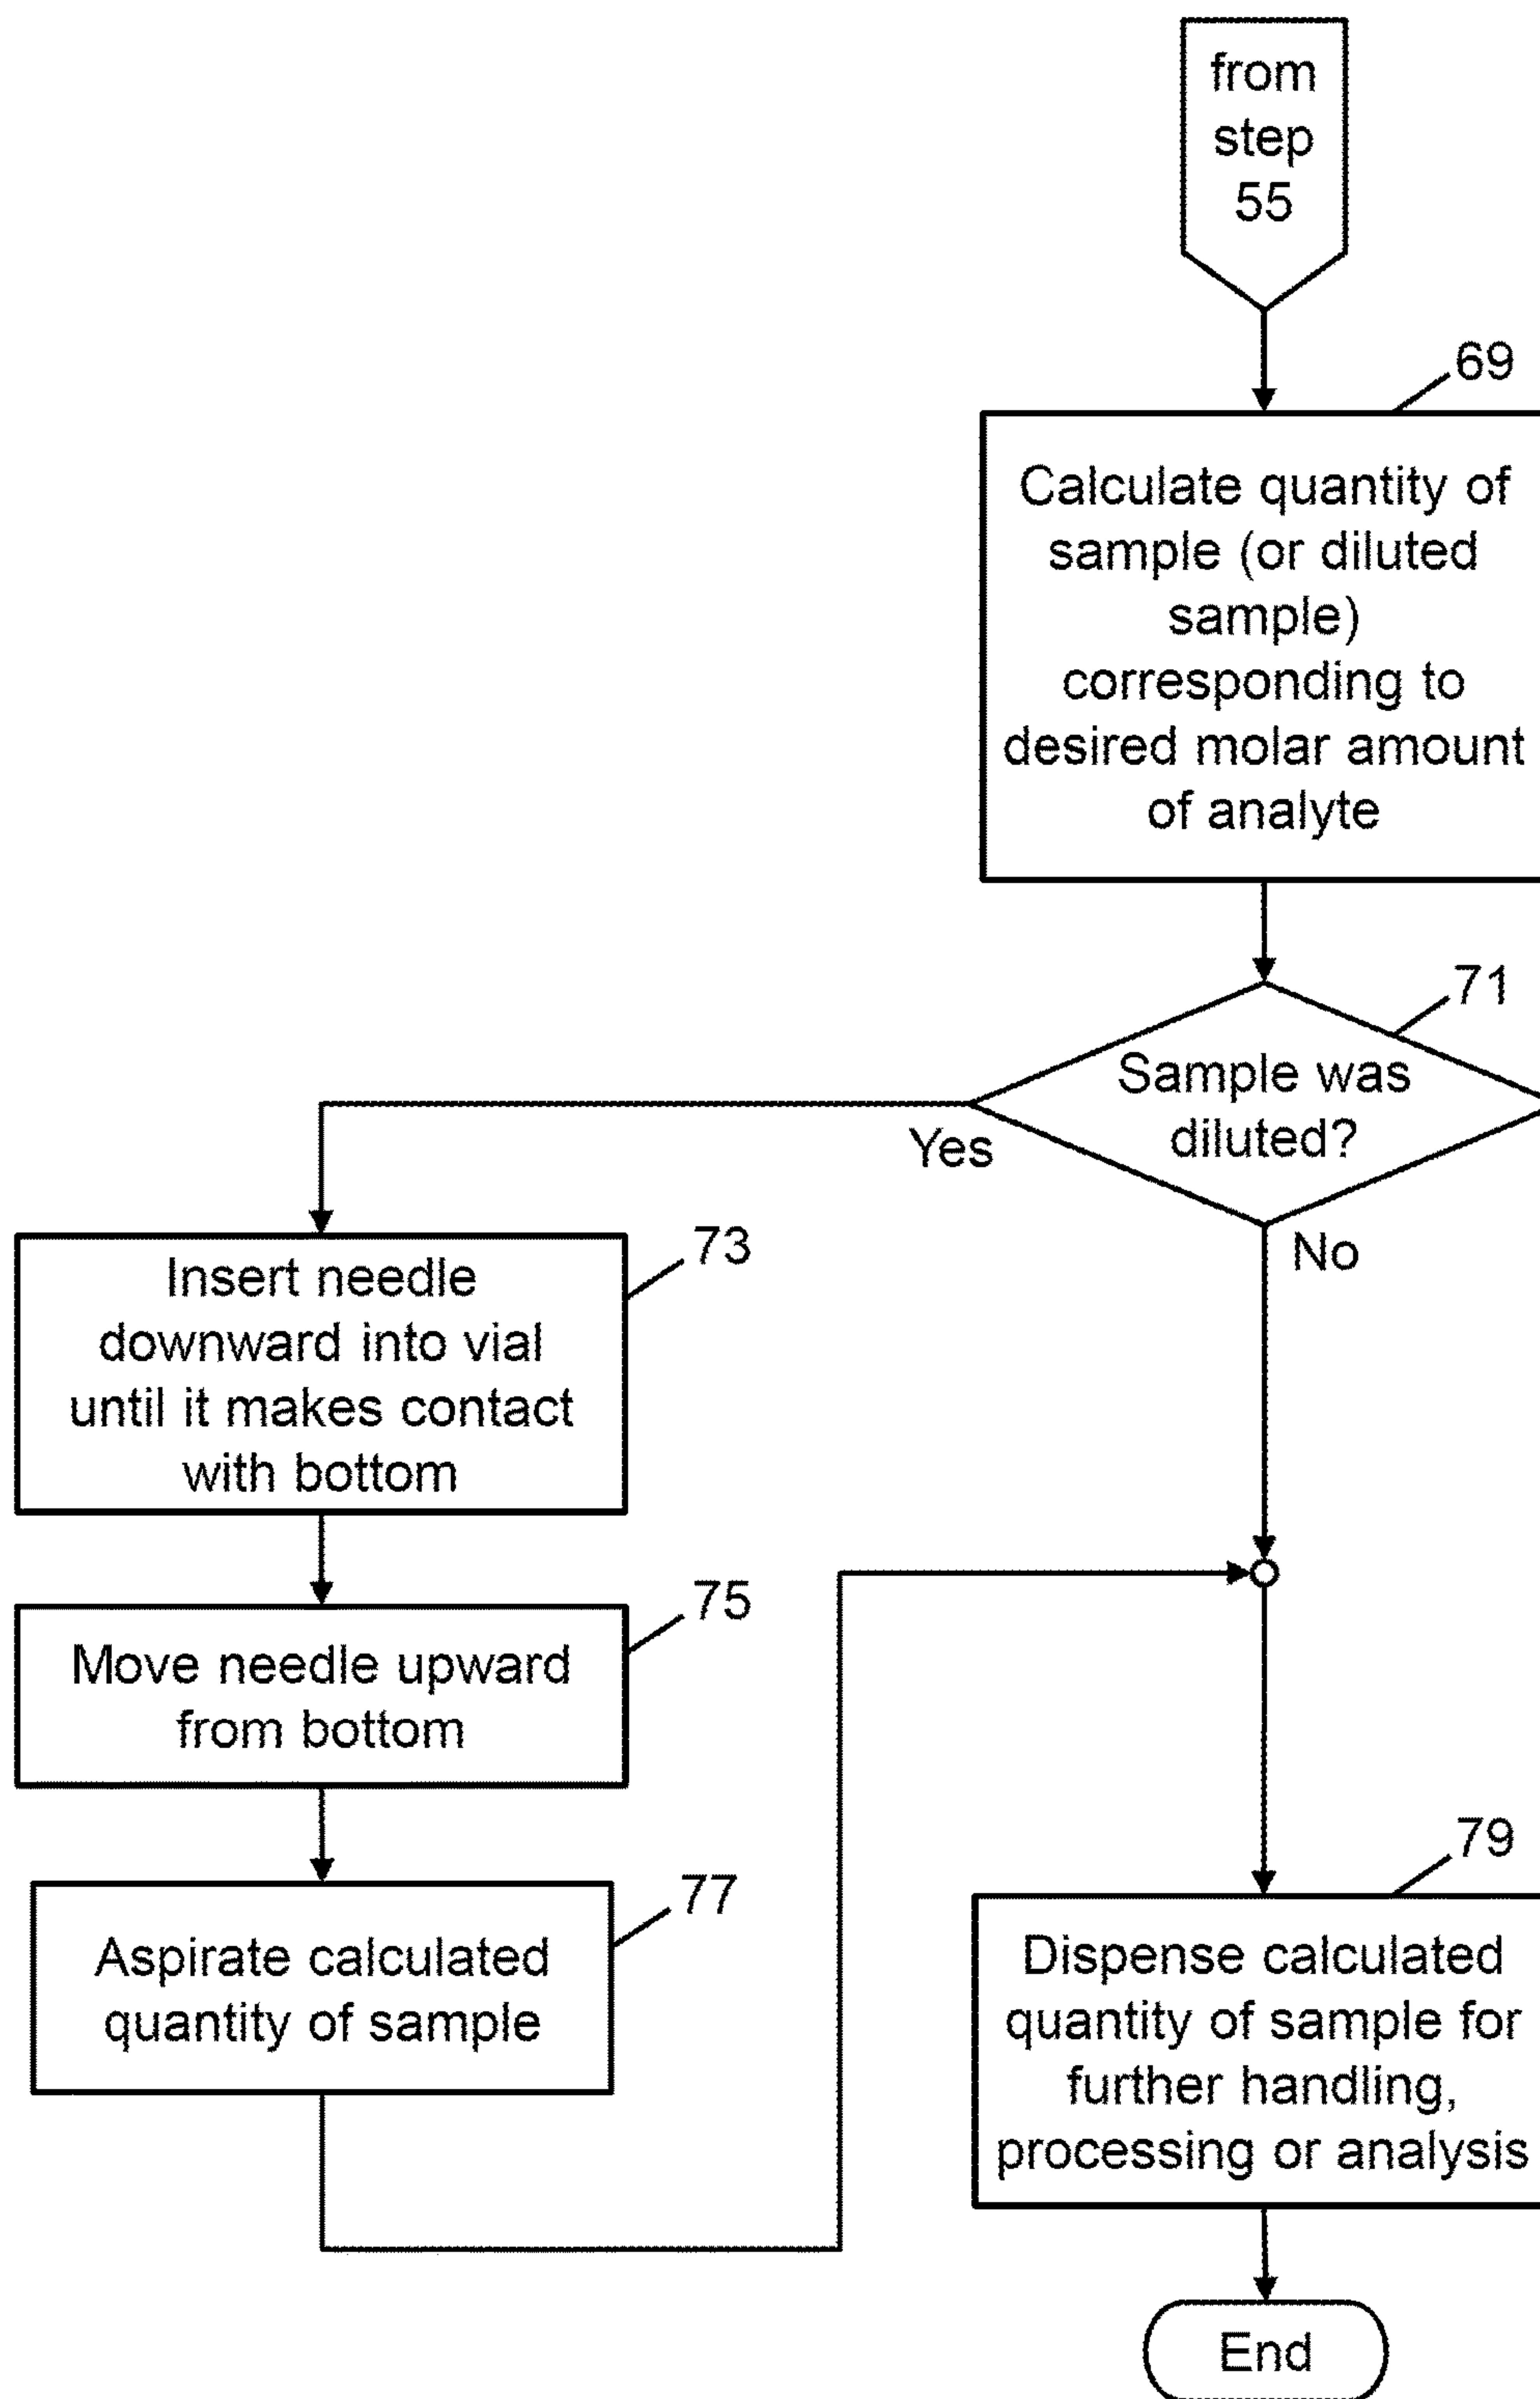 from
step
55
69
Calculate quantity of
sample (or diluted
sample)
corresponding to
desired molar amount
of analyte
71
Sample was
diluted?
Yes
No
73
Insert needle
downward into vial
until it makes contact
with bottom
75
Move needle upward
from bottom
77
Aspirate calculated
quantity of sample
79
Dispense calculated
quantity of sample for
further handling,
processing or analysis
End